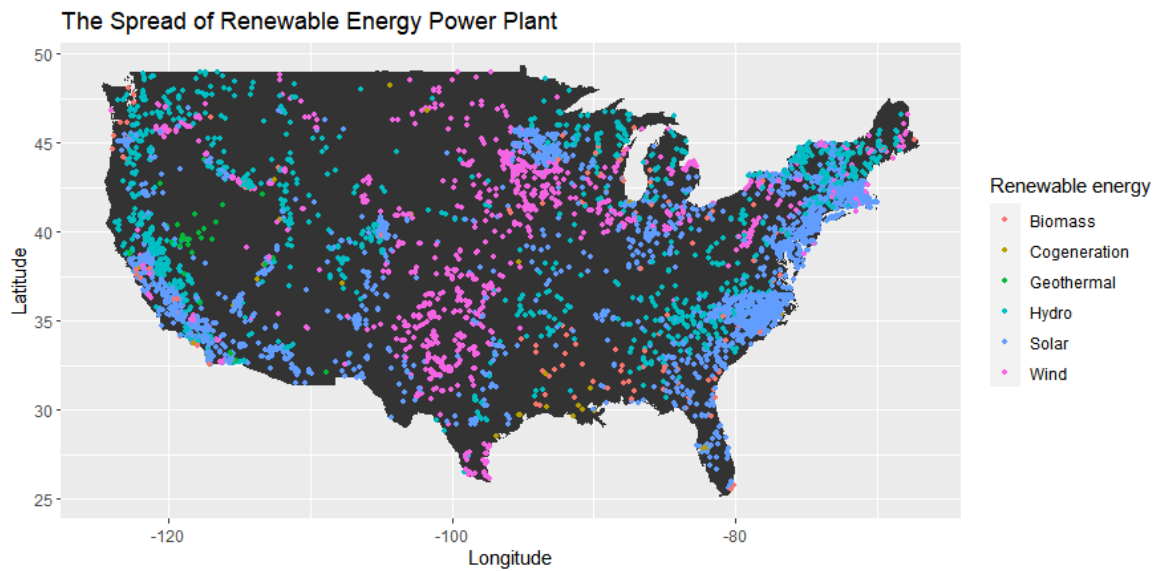 The Spread of Renewable Energy Power Plant
50
45
40
35
30
25
Latitude
-120
-100
-80
Longitude
Renewable energy
Biomass
Cogeneration
Geothermal
Hydro
Solar
Wind